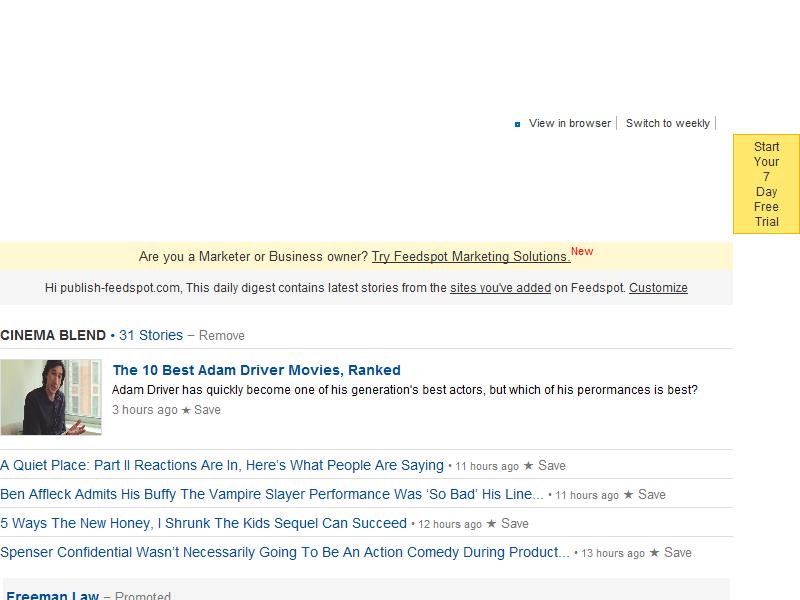 View in browser
Switch to weekly
Start
Your
7
Day
Free
Trial
Are you a Marketer or Business owner? Try Feedspot Marketing Solutions.New
Hi publish-feedspot.com, This daily digest contains latest stories from the sites you've added on Feedspot. Customize
CINEMA BLEND • 31 Stories – Remove
The 10 Best Adam Driver Movies, Ranked
Adam Driver has quickly become one of his generation's best actors, but which of his perormances is best?
3 hours ago ★ Save
A Quiet Place: Part II Reactions Are In, Here's What People Are Saying • 11 hours ago ★ Save
Ben Affleck Admits His Buffy The Vampire Slayer Performance Was ‘So Bad’ His Line... • 11 hours ago ★ Save
5 Ways The New Honey, I Shrunk The Kids Sequel Can Succeed • 12 hours ago ★ Save
Spenser Confidential Wasn’t Necessarily Going To Be An Action Comedy During Product... • 13 hours ago ★ Save
Freeman Law – Promoted